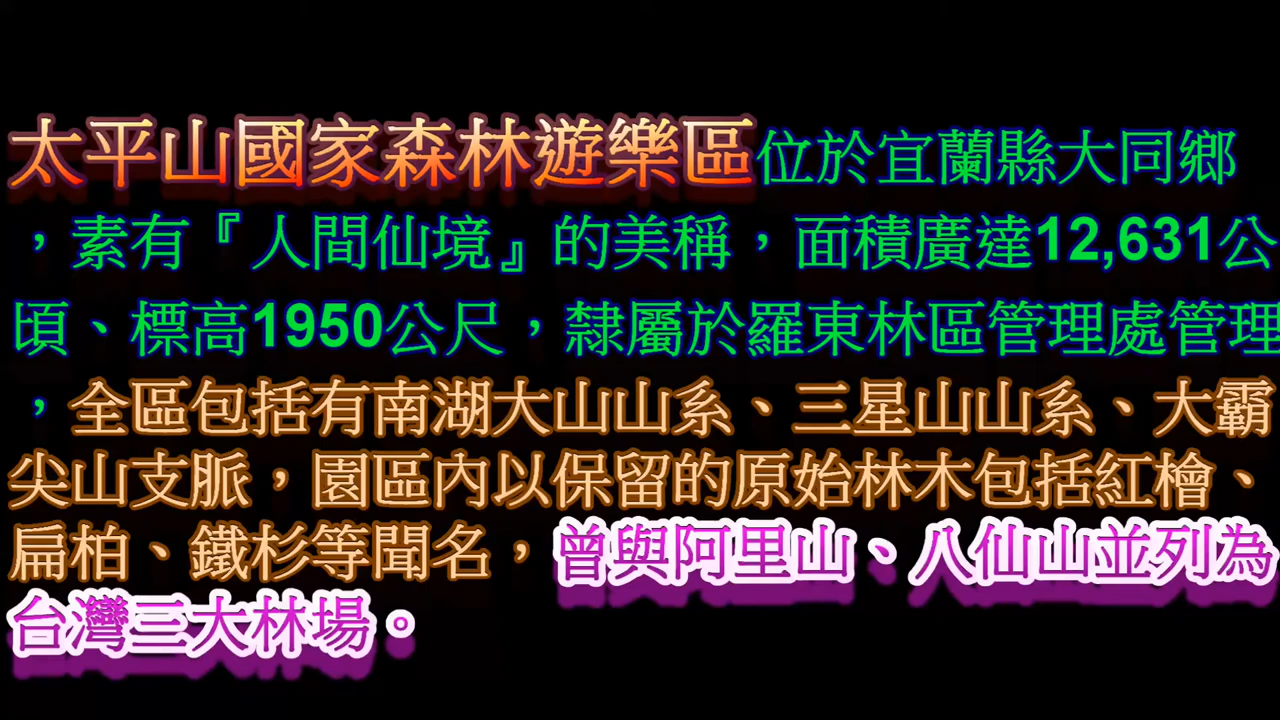 太平山國家森林遊樂區位於宜蘭縣大同鄉
，素有『人間仙境』的美稱，面積廣達12,631公
頃、標高1950公尺，隸屬於羅東林區管理處管理
，全區包括有南湖大山山系、三星山山系、大霸
尖山支脈，園區內以保留的原始林木包括紅檜、
扁柏、鐵杉等聞名，曾與阿里山、八仙山並列為
台灣三大林場。